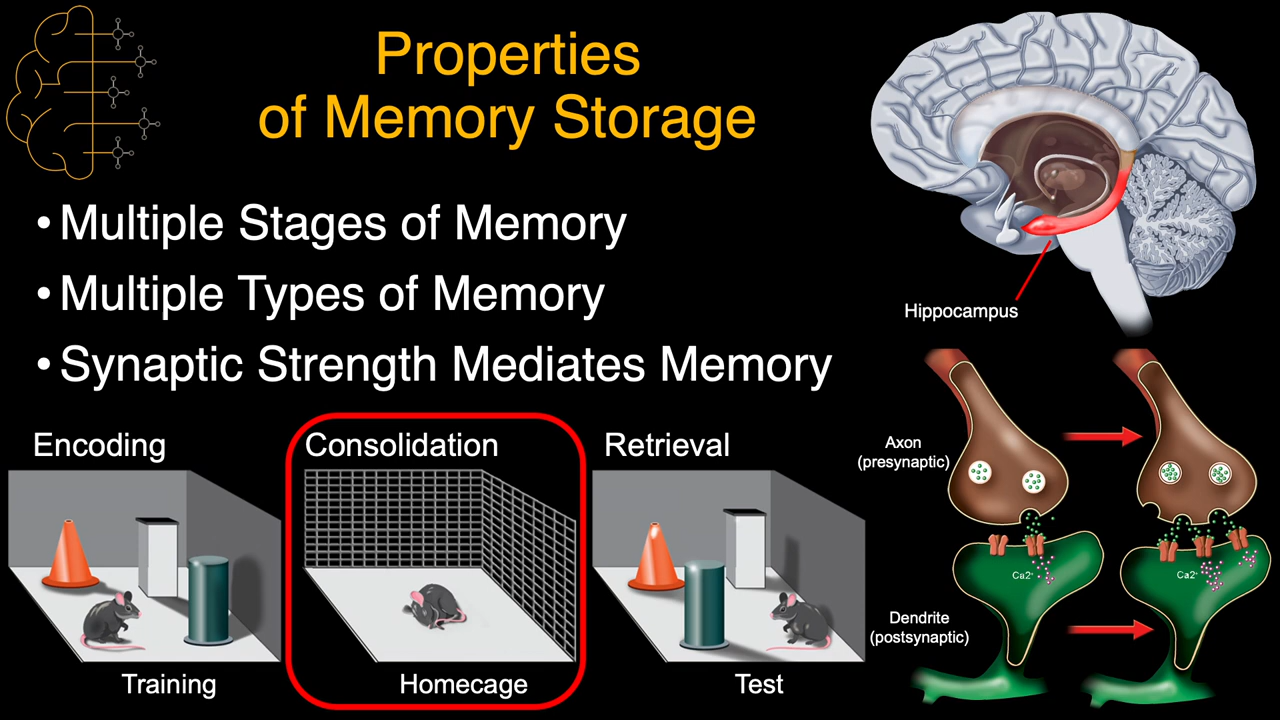 Properties
of Memory Storage
• Multiple Stages of Memory
• Multiple Types of Memory
• Synaptic Strength Mediates Memory
Hippocampus
Encoding
Consolidation
Retrieval
Training
Homecage
Test
Axon
(presynaptic)
Ca2+
Ca2+
Dendrite
(postsynaptic)